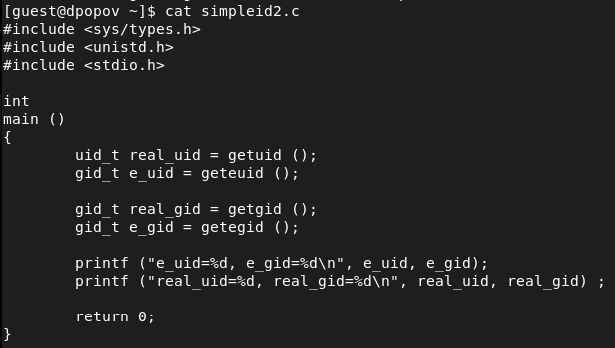 [guest@dpopov ~]$ cat simpleid2.c
#include <sys/types.h>
#include <unistd.h>
#include <stdio.h>

int
main ()
{
        uid_t real_uid = getuid ();
        gid_t e_uid = geteuid ();

        gid_t real_gid = getgid ();
        gid_t e_gid = getegid ();

        printf ("e_uid=%d, e_gid=%d\n", e_uid, e_gid);
        printf ("real_uid=%d, real_gid=%d\n", real_uid, real_gid) ;

        return 0;
}